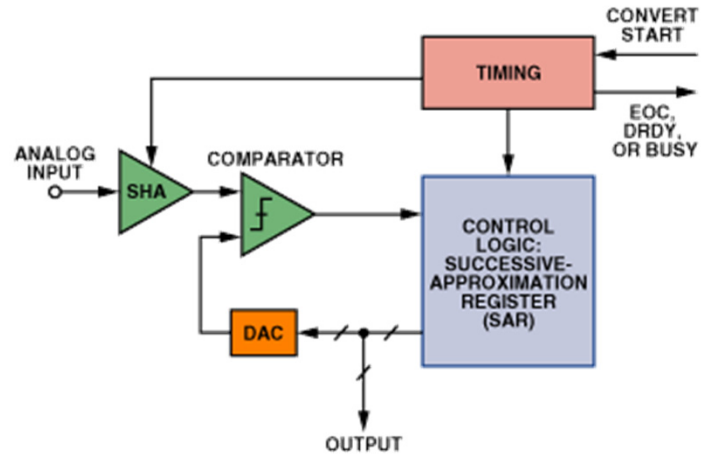 CONVERT
START
TIMING
EOC,
DRDY,
OR BUSY
ANALOG
INPUT
SHA
COMPARATOR
CONTROL
LOGIC:
SUCCESSIVE-
APPROXIMATION
REGISTER
(SAR)
DAC
OUTPUT